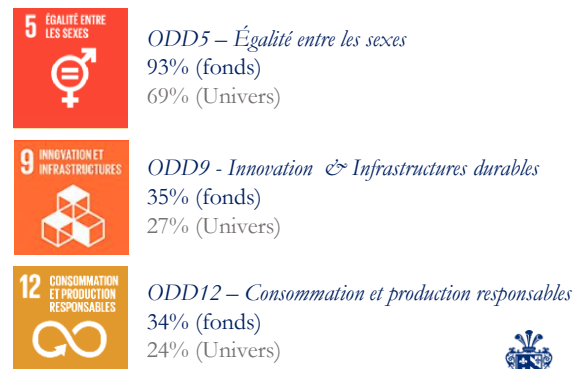 5 ÉGALITÉ ENTRE
LES SEXES
ODD5 – Égalité entre les sexes
93% (fonds)
69% (Univers)
9 INNOVATION ET
INFRASTRUCTURES
ODD9 - Innovation & Infrastructures durables
35% (fonds)
27% (Univers)
12 CONSOMMATION
ET PRODUCTION
RESPONSABLES
ODD12 – Consommation et production responsables
34% (fonds)
24% (Univers)